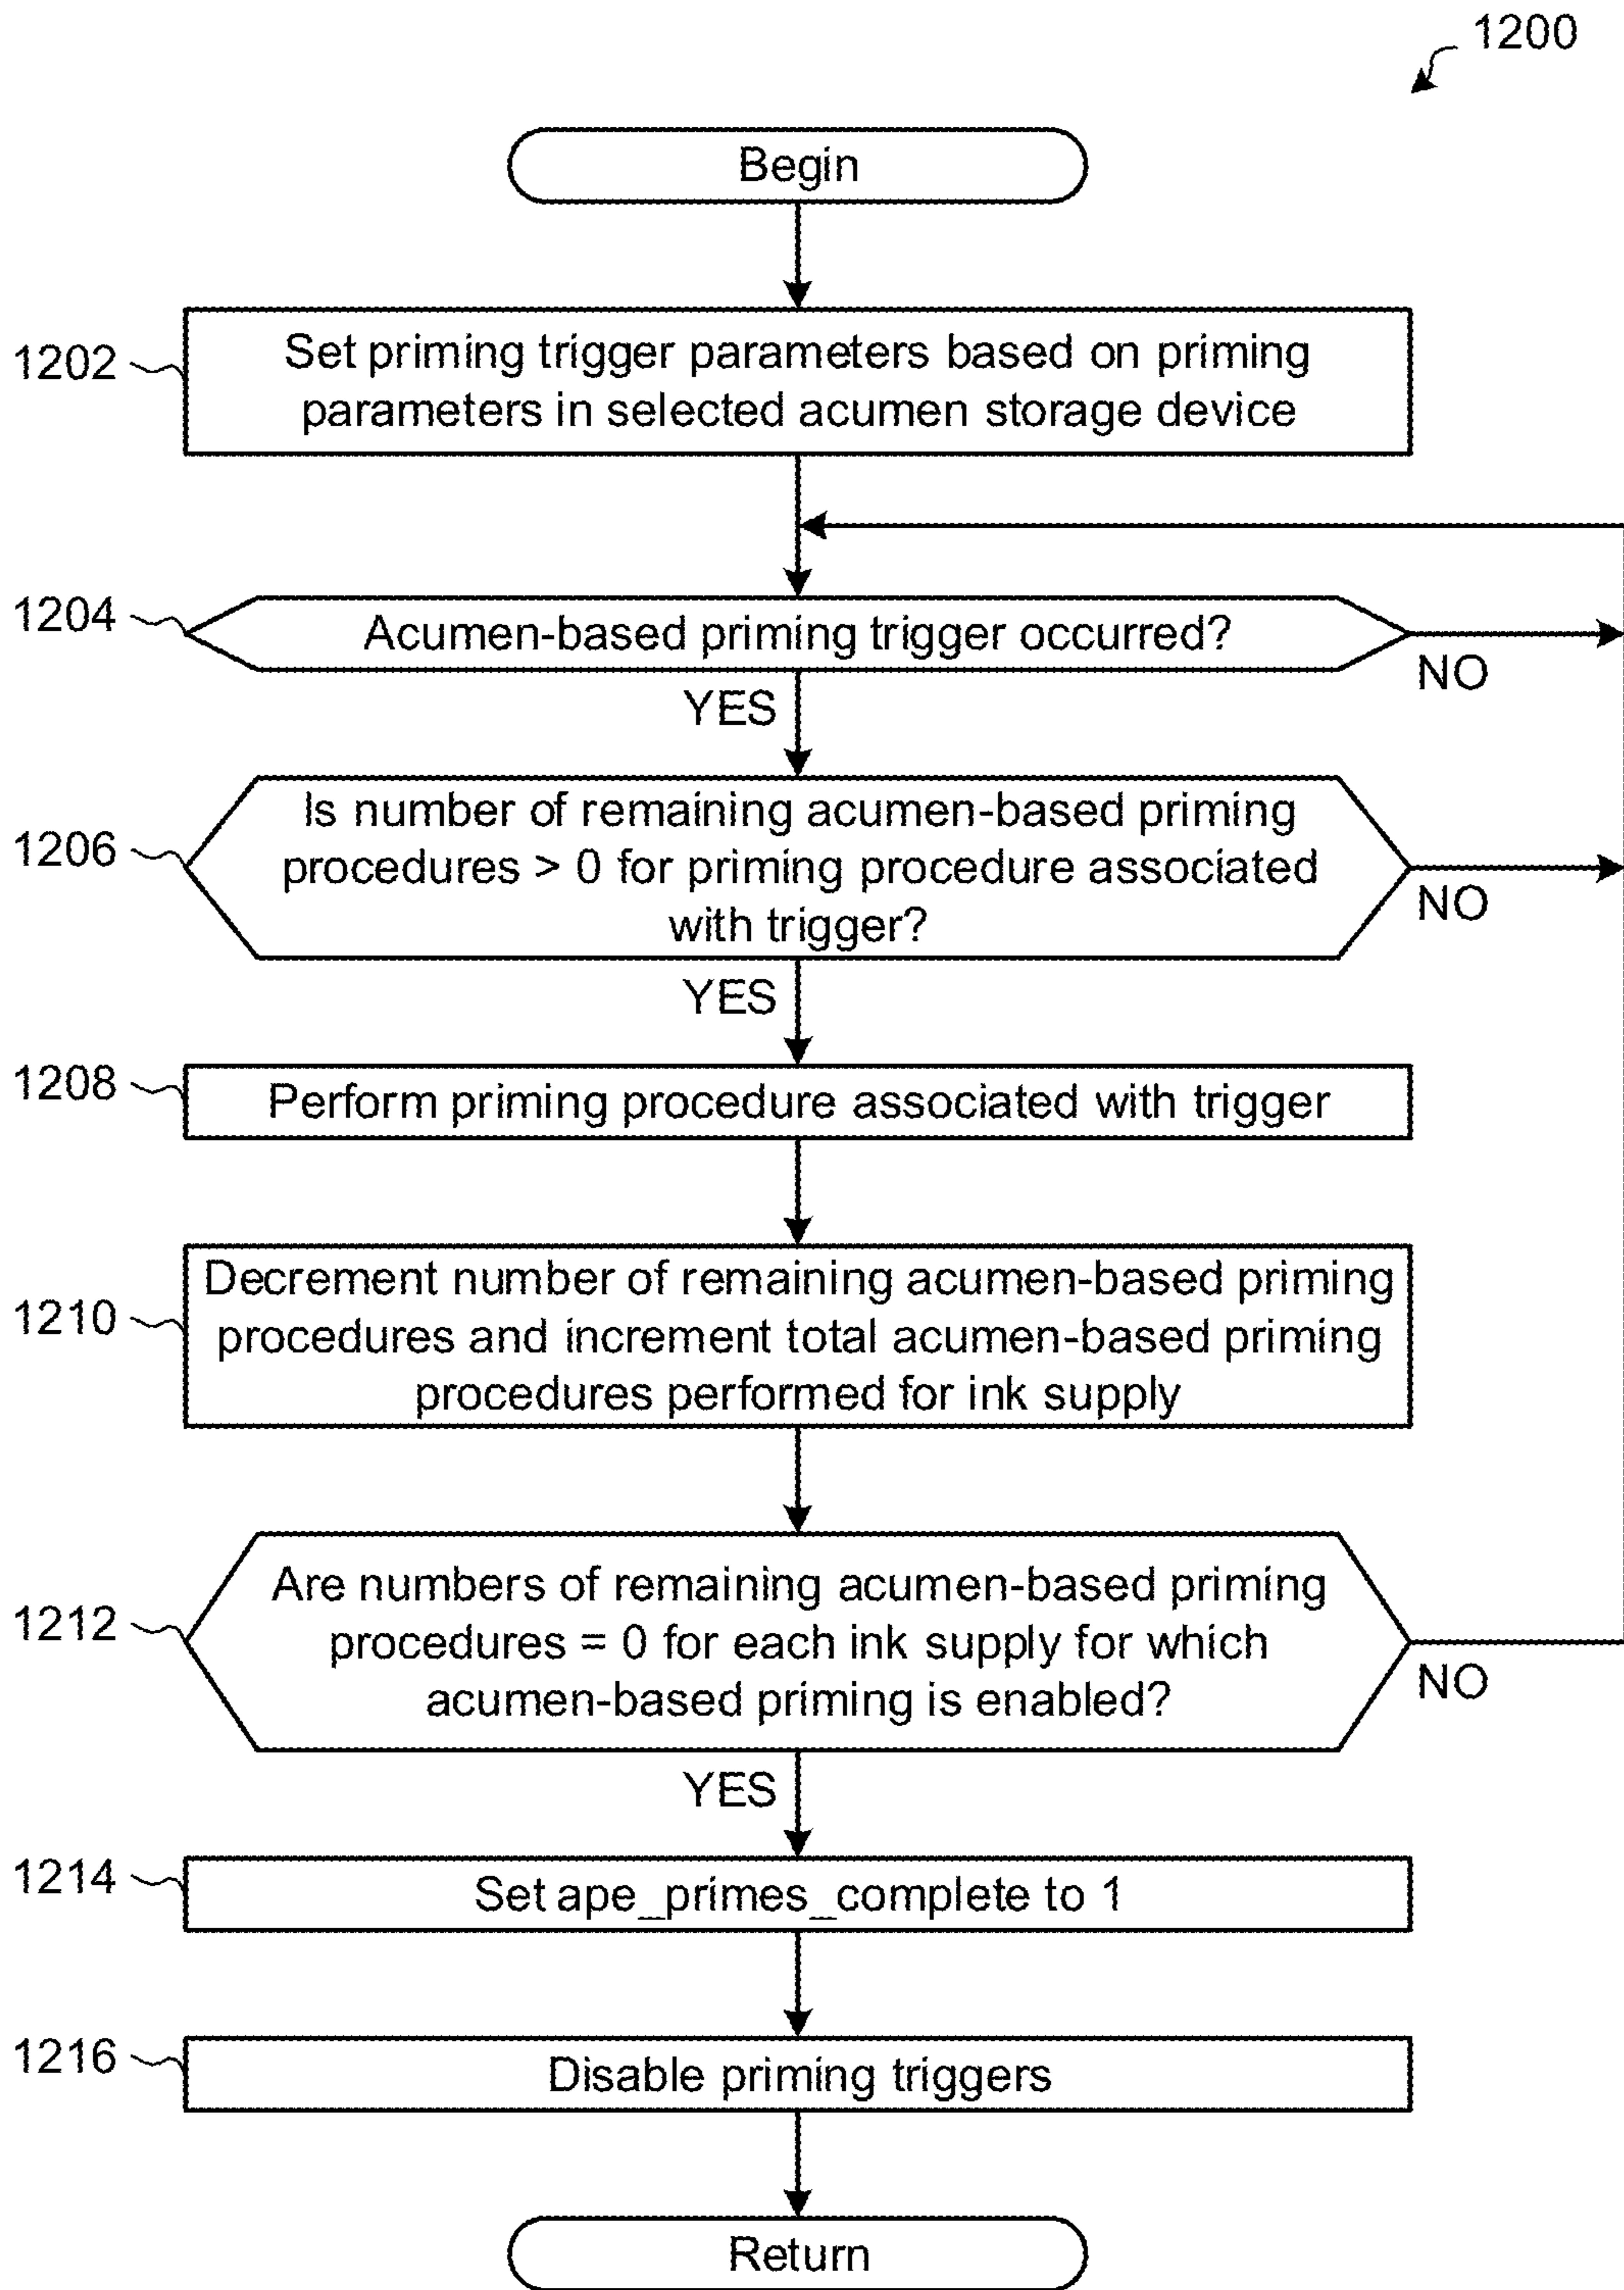 1200
Begin
1202
Set priming trigger parameters based on priming
parameters in selected acumen storage device
1204
Acumen-based priming trigger occurred?
NO
YES
1206
Is number of remaining acumen-based priming
procedures > 0 for priming procedure associated
with trigger?
NO
YES
1208
Perform priming procedure associated with trigger
1210
Decrement number of remaining acumen-based priming
procedures and increment total acumen-based priming
procedures performed for ink supply
1212
Are numbers of remaining acumen-based priming
procedures = 0 for each ink supply for which
acumen-based priming is enabled?
NO
YES
1214
Set ape_primes_complete to 1
1216
Disable priming triggers
Return